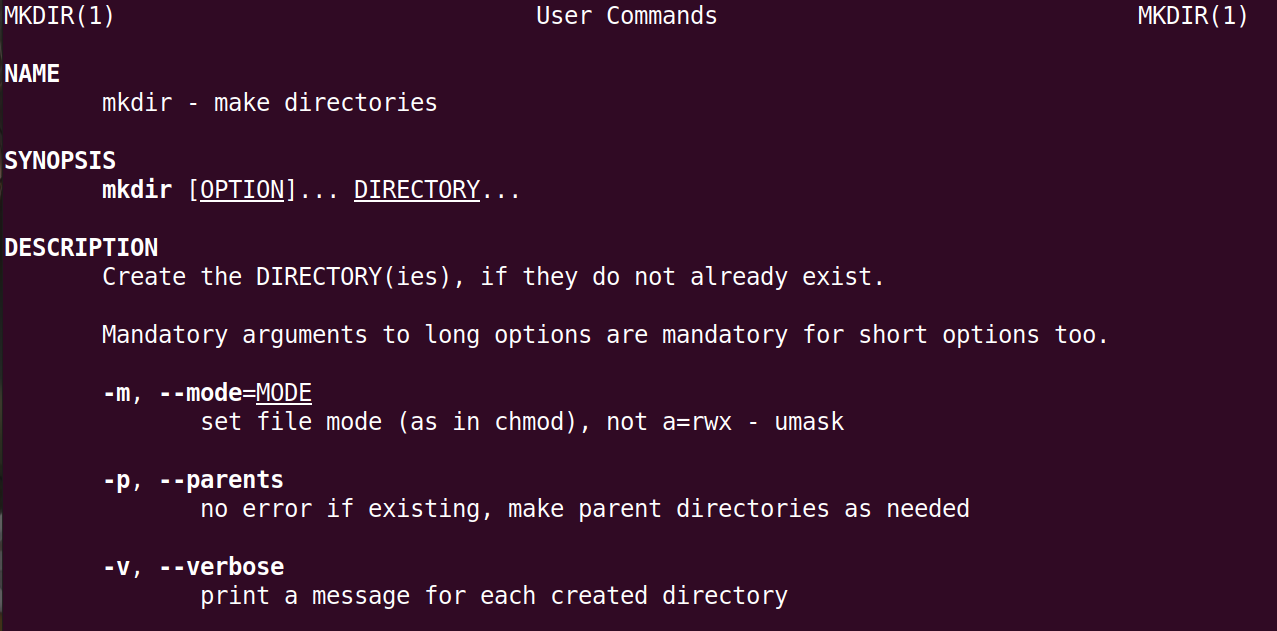 MKDIR(1) User Commands MKDIR(1)
NAME
mkdir - make directories
SYNOPSIS
mkdir [OPTION]... DIRECTORY...
DESCRIPTION
Create the DIRECTORY(ies), if they do not already exist.
Mandatory arguments to long options are mandatory for short options too.
-m, --mode=MODE
set file mode (as in chmod), not a=rwx - umask
-p, --parents
no error if existing, make parent directories as needed
-v, --verbose
print a message for each created directory